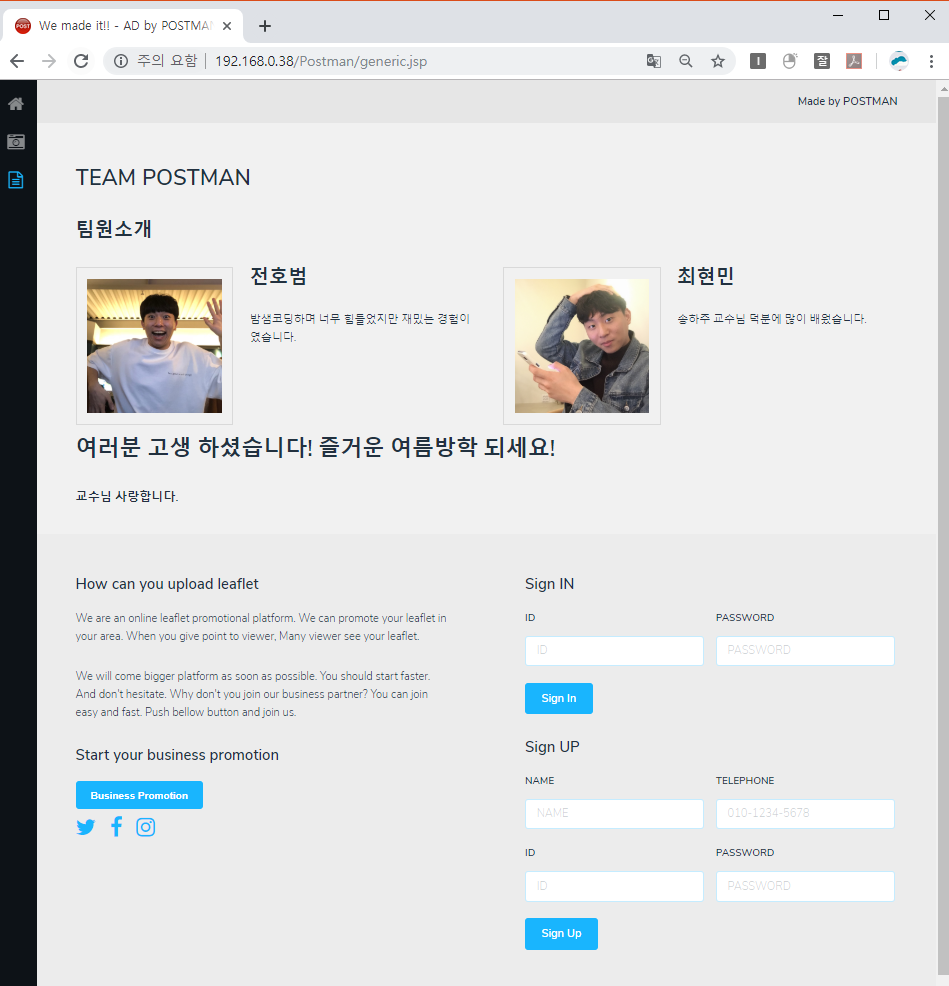 We made it!! - AD by POSTMAN
주의 요함
192.168.0.38/Postman/generic.jsp
Made by POSTMAN
TEAM POSTMAN
팀원소개
전호범
밤샘코딩하며 너무 힘들었지만 재밌는 경험이
였습니다.
최현민
송하주 교수님 덕분에 많이 배웠습니다.
여러분 고생 하셨습니다! 즐거운 여름방학 되세요!
교수님 사랑합니다.
How can you upload leaflet
We are an online leaflet promotional platform. We can promote your leaflet in
your area. When you give point to viewer, Many viewer see your leaflet.
We will come bigger platform as soon as possible. You should start faster.
And don't hesitate. Why don't you join our business partner? You can join
easy and fast. Push bellow button and join us.
Start your business promotion
Business Promotion
Sign IN
ID
PASSWORD
ID
PASSWORD
Sign In
Sign UP
NAME
TELEPHONE
NAME
010-1234-5678
ID
PASSWORD
ID
PASSWORD
Sign Up